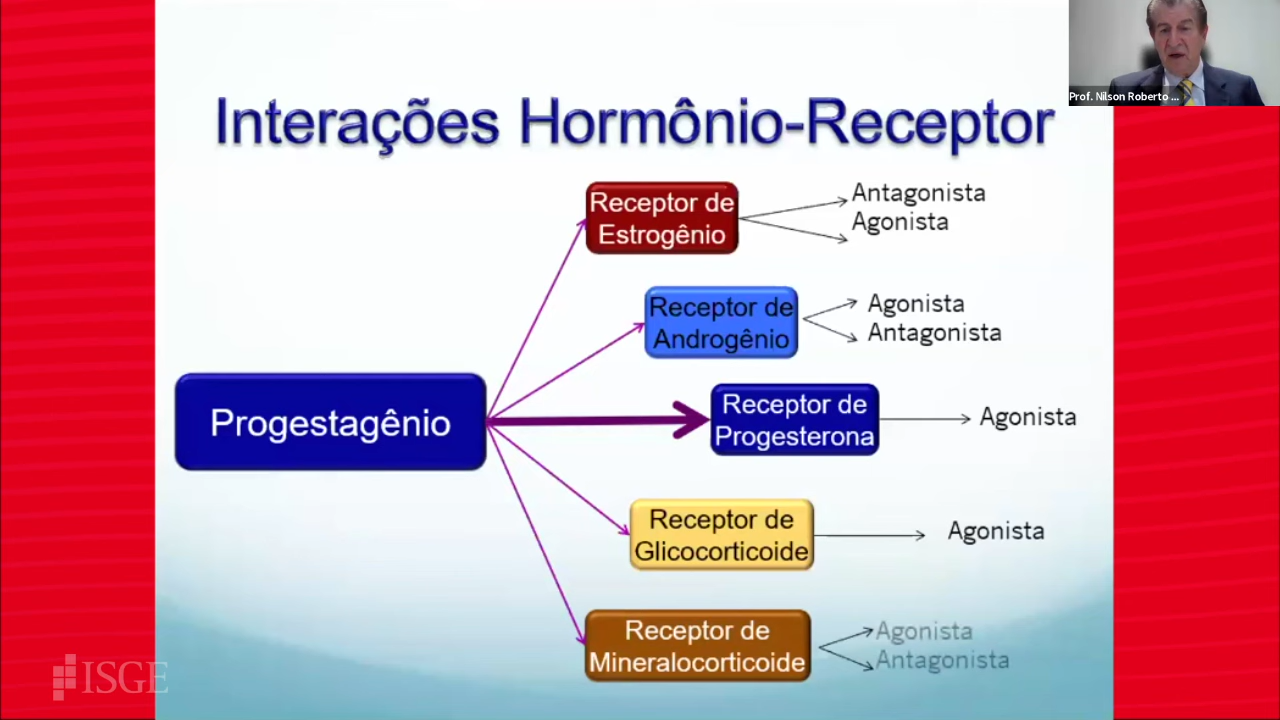 Prof. Nilson Roberto ...
Interações Hormônio-Receptor
Receptor de
Estrogênio
Antagonista
Agonista
Receptor de
Androgênio
Agonista
Antagonista
Progestagênio
Receptor de
Progesterona
Agonista
Receptor de
Glicocorticoide
Agonista
Receptor de
Mineralocorticoide
Agonista
Antagonista
ISGE